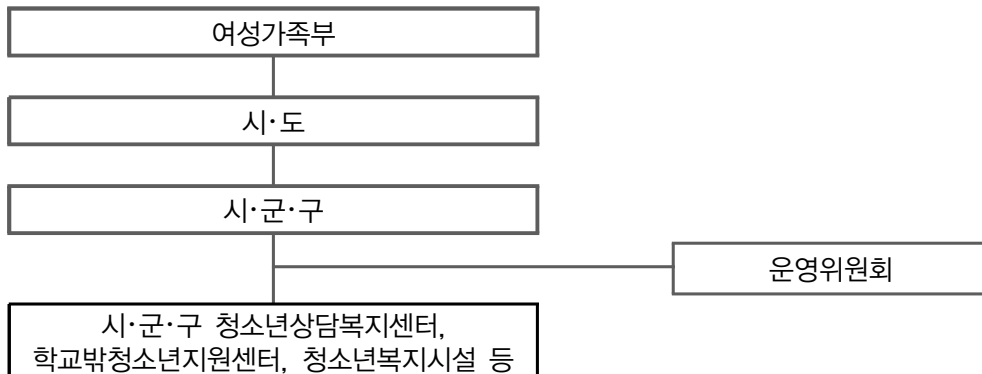 여성가족부
시·도
시·군·구
운영위원회
시·군·구 청소년상담복지센터,
학교밖청소년지원센터, 청소년복지시설 등